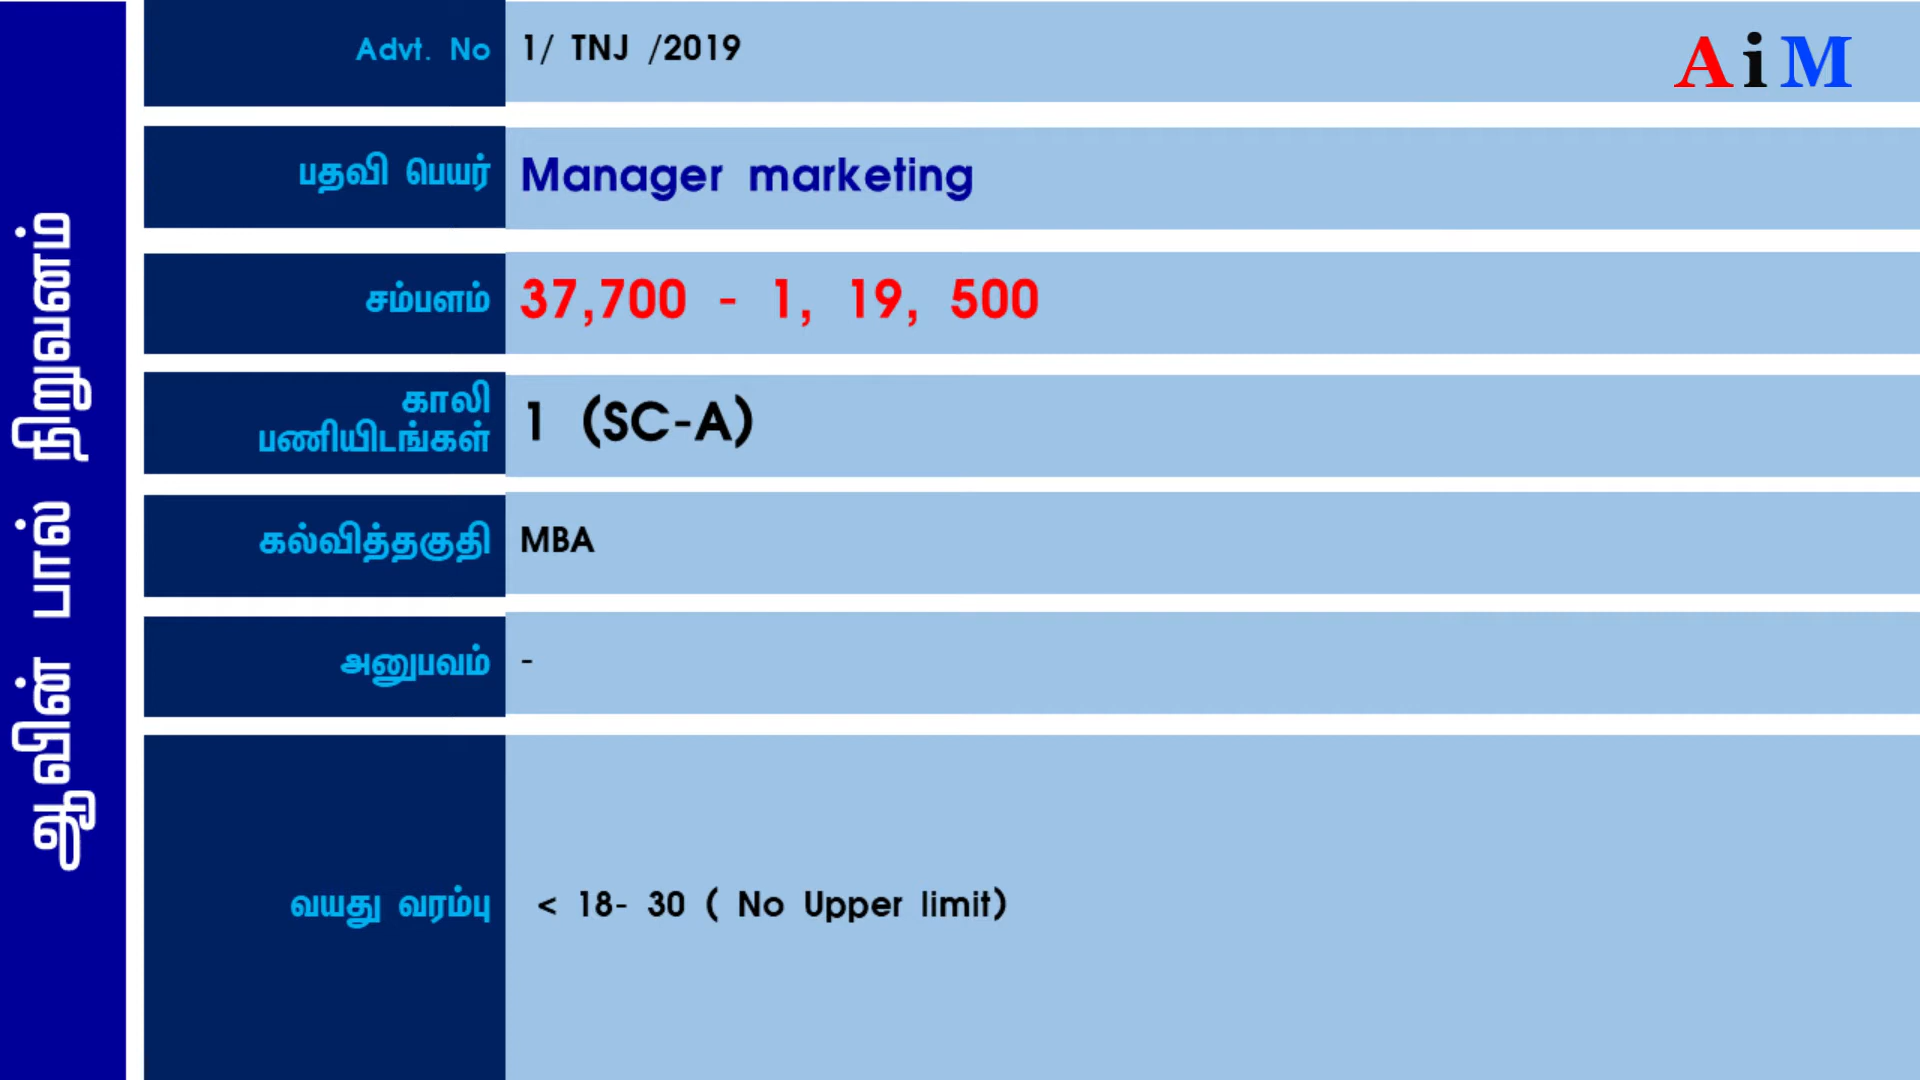 ஆவின் பால் நிறுவனம்
Advt. No 1/ TNJ /2019
AiM
பதவி பெயர் Manager marketing
சம்பளம் 37,700 - 1, 19, 500
காலி
பணியிடங்கள் 1 (SC-A)
கல்வித்தகுதி MBA
அனுபவம் -
வயது வரம்பு < 18- 30 ( No Upper limit)